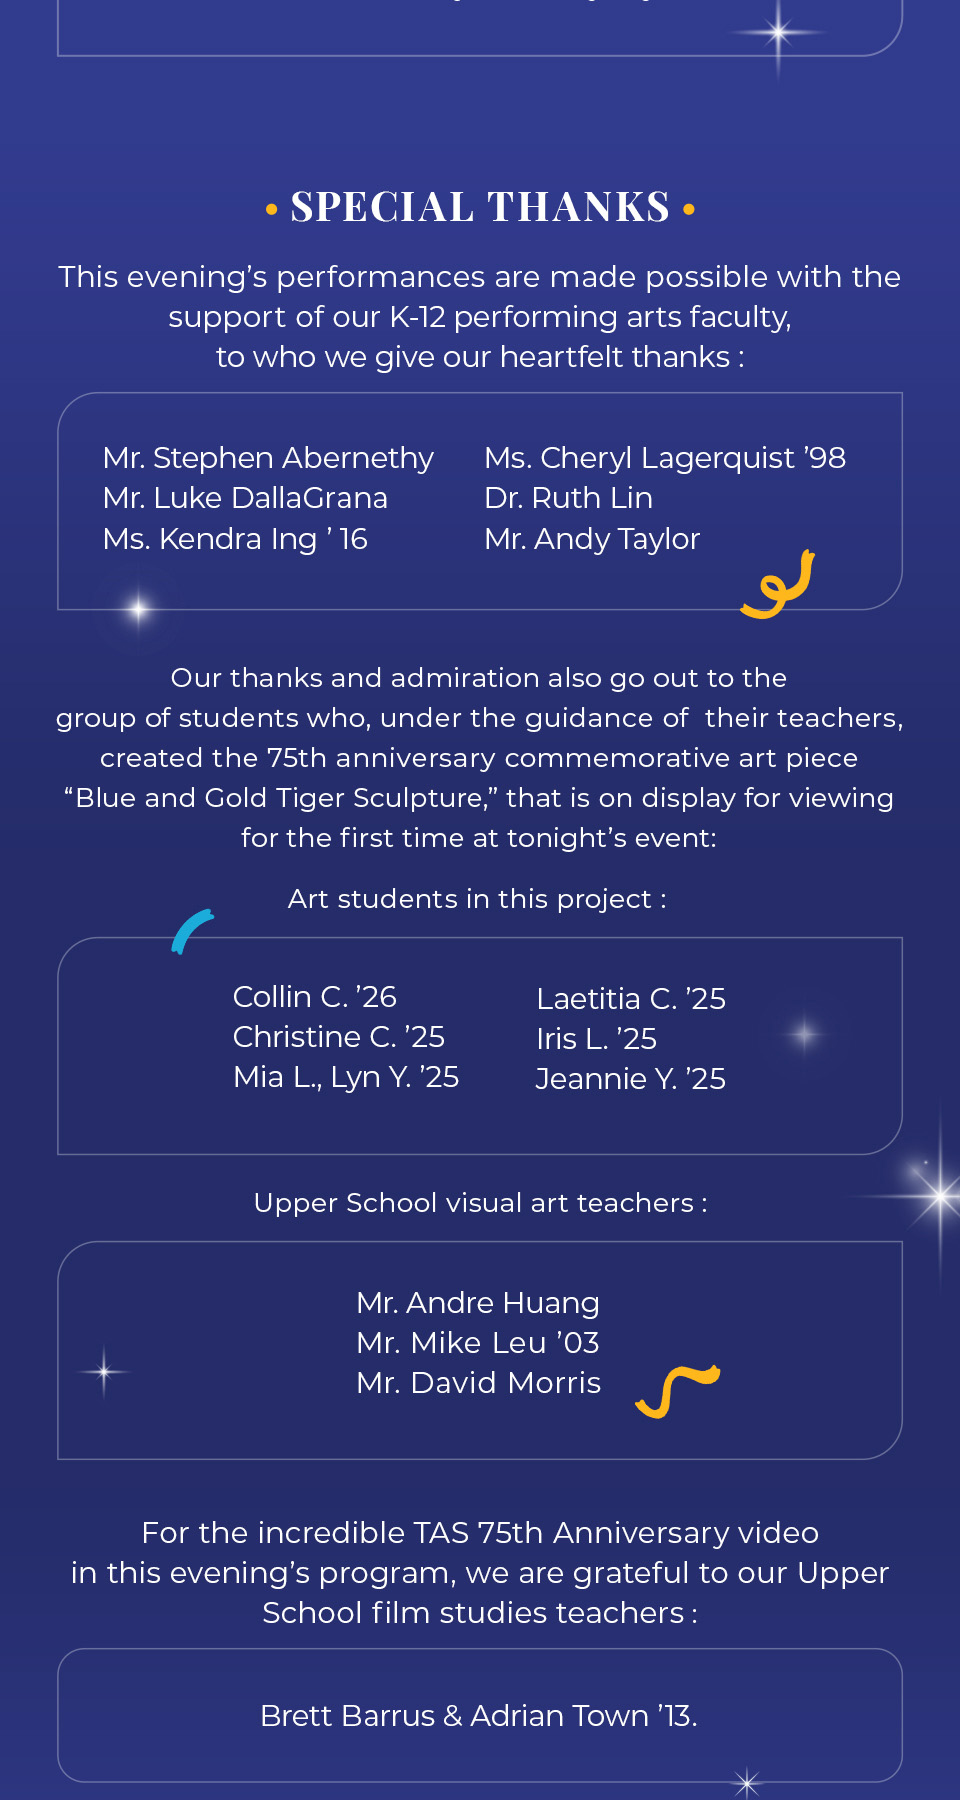 • SPECIAL THANKS •
This evening’s performances are made possible with the
support of our K-12 performing arts faculty,
to who we give our heartfelt thanks :
Mr. Stephen Abernethy
Mr. Luke DallaGrana
Ms. Kendra Ing ’ 16
Ms. Cheryl Lagerquist ’98
Dr. Ruth Lin
Mr. Andy Taylor
Our thanks and admiration also go out to the
group of students who, under the guidance of  their teachers,
created the 75th anniversary commemorative art piece
“Blue and Gold Tiger Sculpture,” that is on display for viewing
for the first time at tonight’s event:
Art students in this project :
Collin C. ’26
Christine C. ’25
Mia L., Lyn Y. ’25
Laetitia C. ’25
Iris L. ’25
Jeannie Y. ’25
Upper School visual art teachers :
Mr. Andre Huang
Mr. Mike Leu ’03
Mr. David Morris
For the incredible TAS 75th Anniversary video
in this evening’s program, we are grateful to our Upper
School film studies teachers :
Brett Barrus & Adrian Town ’13.